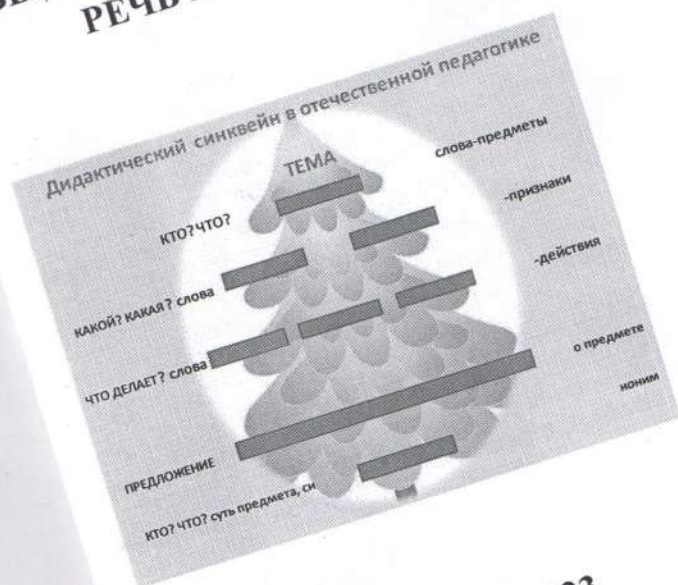 РЕЧЬ
Дидактический синквейн в отечественной педагогике
ТЕМА
КТО?ЧТО? слова-предметы
КАКОЙ? КАКАЯ? слова -признаки
ЧТО ДЕЛАЕТ? слова -действия
ПРЕДЛОЖЕНИЕ о предмете
КТО? ЧТО? суть предмета, си ноним